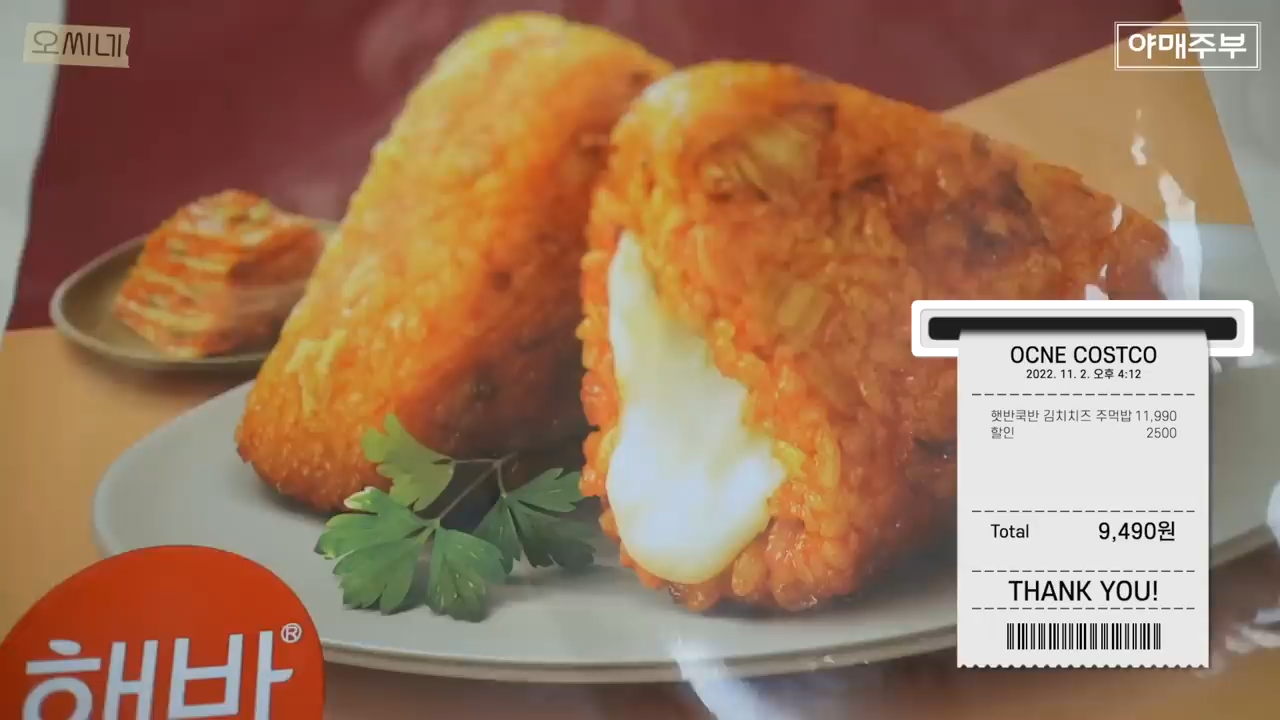 오씨네
야매주부
OCNE COSTCO
2022. 11. 2. 오후 4:12
햇반쿡반 김치치즈 주먹밥 11,990
할인 2500
Total 9,490원
THANK YOU!
햇반®